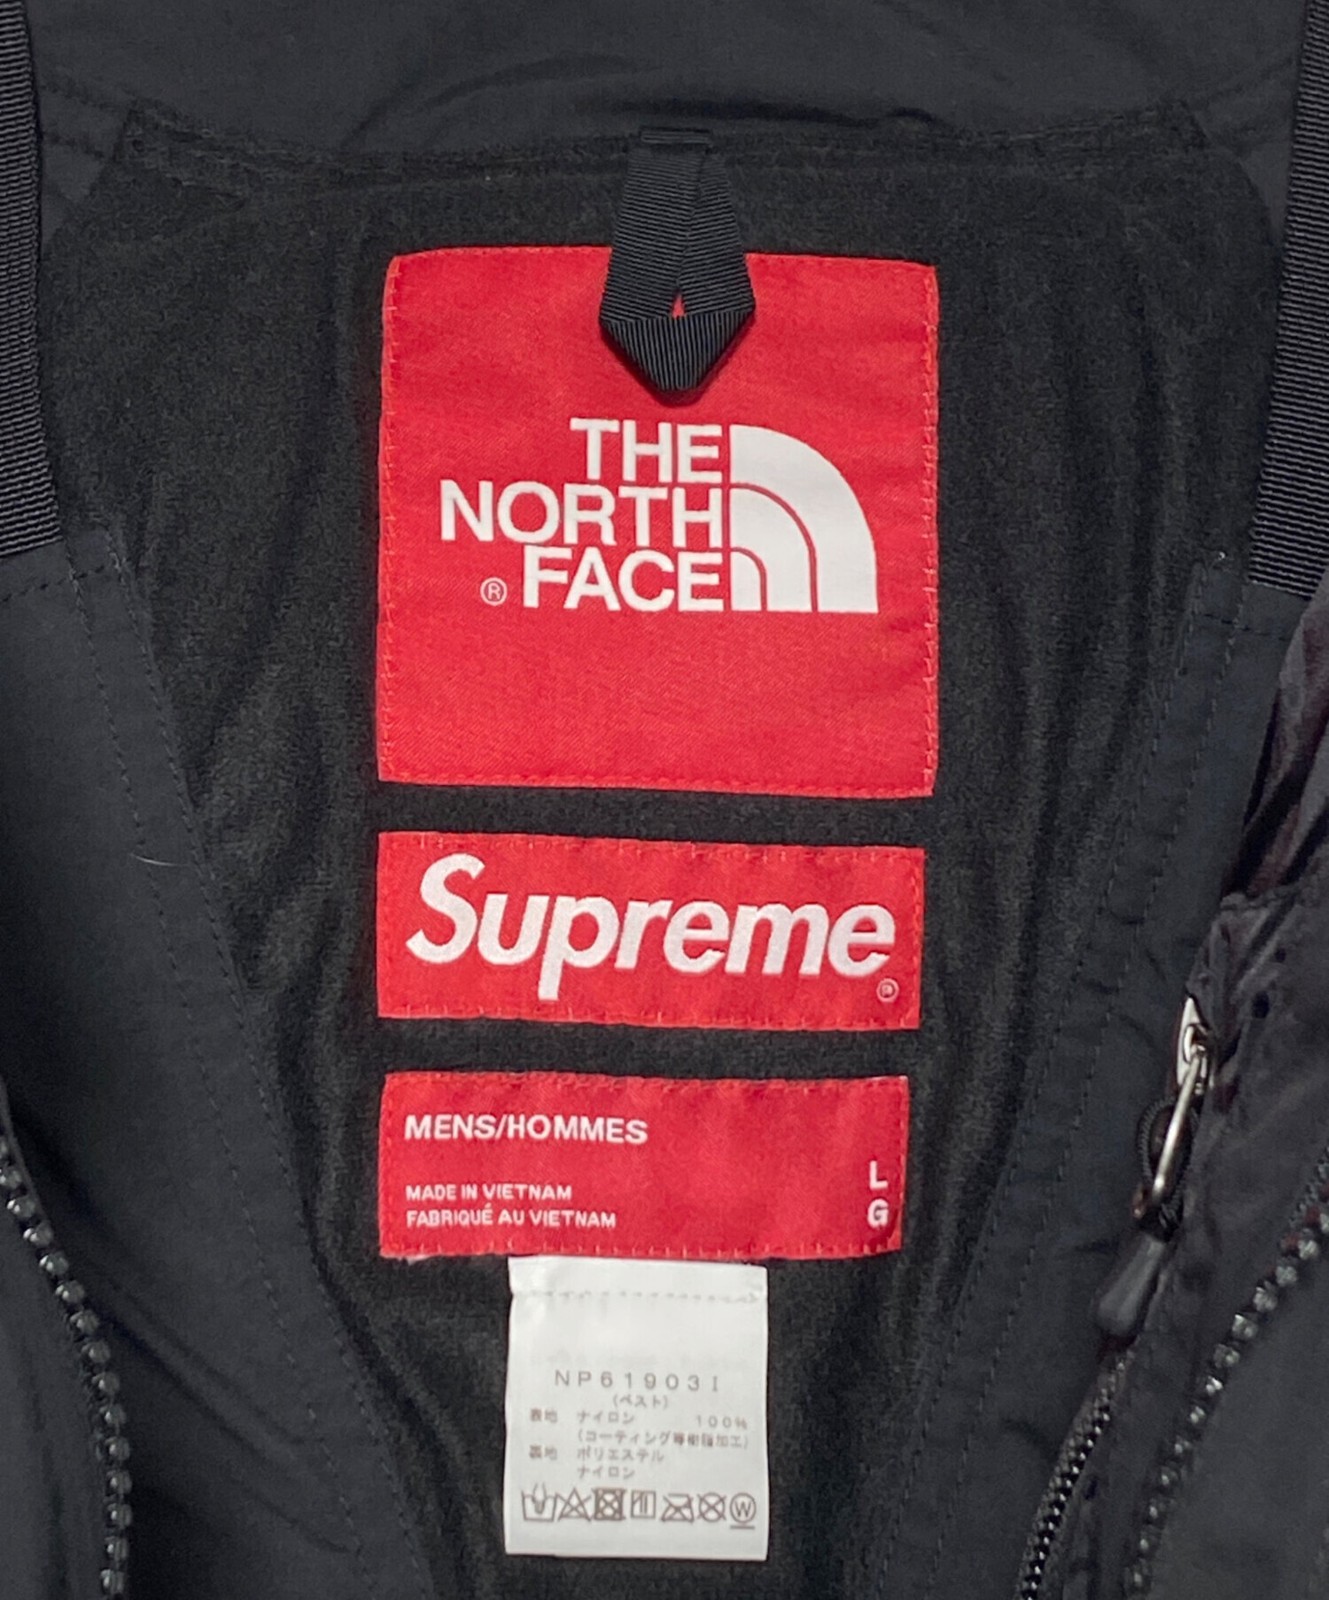 THE
NORTH
® FACE
Supreme
®
MENS/HOMMES
MADE IN VIETNAM
FABRIQUÉ AU VIETNAM
L
G
NP61903I
(ベスト)
表地 ナイロン 100%
(コーティング等樹脂加工)
裏地 ポリエステル
ナイロン
W